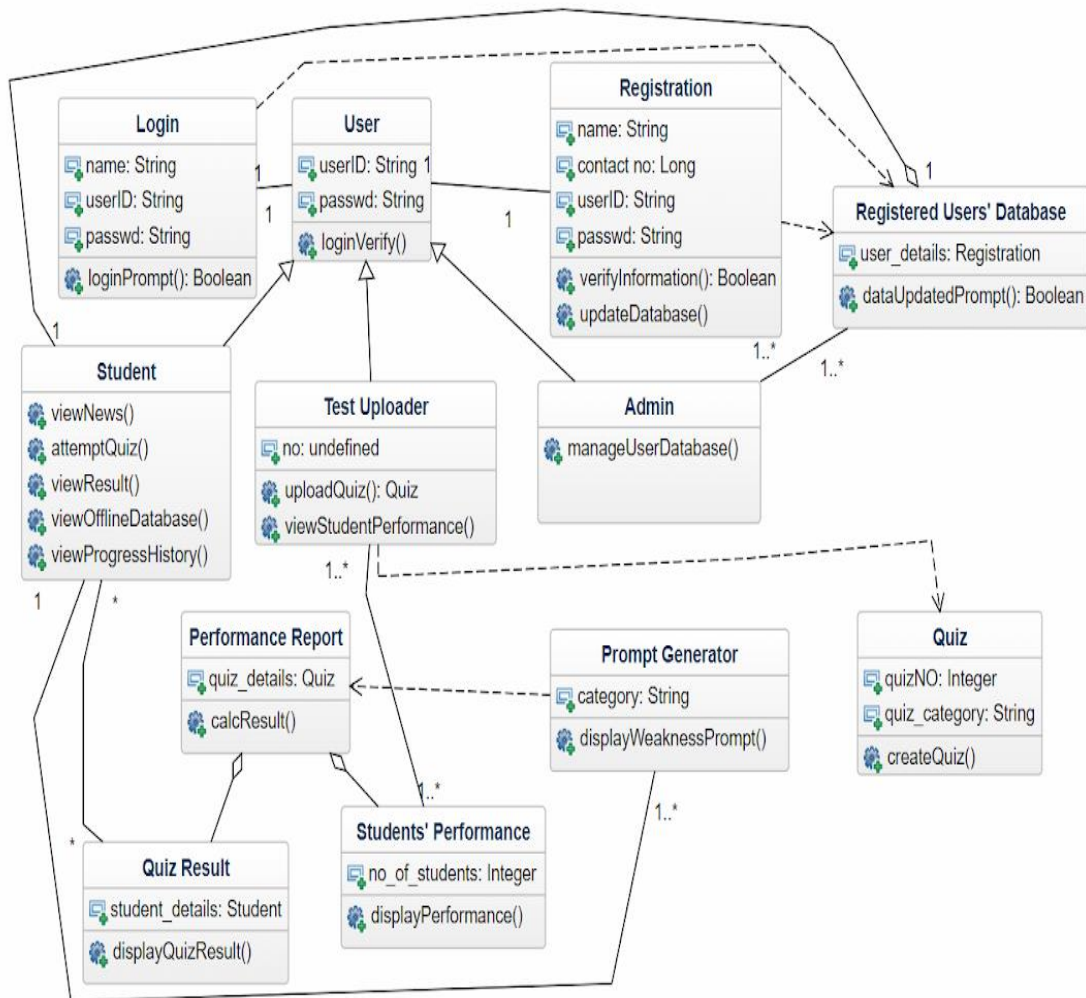 Login
name: String
userID: String
passwd: String
loginPrompt(): Boolean
1
1
User
userID: String 1
passwd: String
loginVerify()
1
Registration
name: String
contact no: Long
userID: String
passwd: String
verifyInformation(): Boolean
updateDatabase()
1
Registered Users' Database
user_details: Registration
dataUpdatedPrompt(): Boolean
1..*
1..*
1
Student
viewNews()
attemptQuiz()
viewResult()
viewOfflineDatabase()
viewProgressHistory()
1
*
Test Uploader
no: undefined
uploadQuiz(): Quiz
viewStudentPerformance()
1..*
Admin
manageUserDatabase()
Performance Report
quiz_details: Quiz
calcResult()
Prompt Generator
category: String
displayWeaknessPrompt()
1..*
Quiz
quizNO: Integer
quiz_category: String
createQuiz()
*
Quiz Result
student_details: Student
displayQuizResult()
1..*
Students' Performance
no_of_students: Integer
displayPerformance()